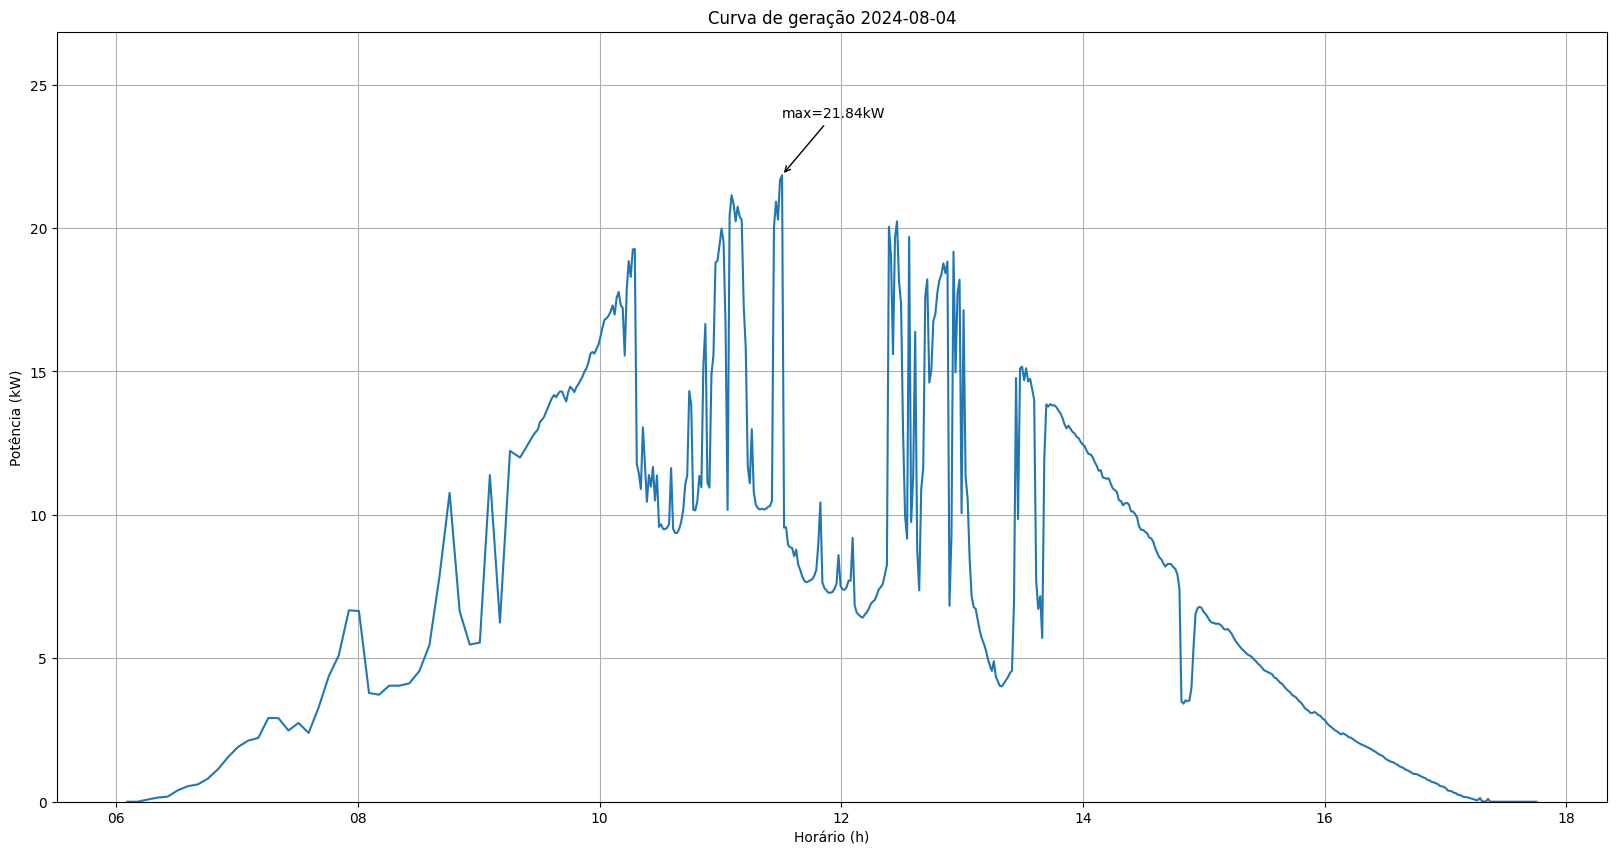 Curva de geração 2024-08-04
max=21.84kW
Potência (kW)
25
20
15
10
5
0
06 08 10 12 14 16 18
Horário (h)